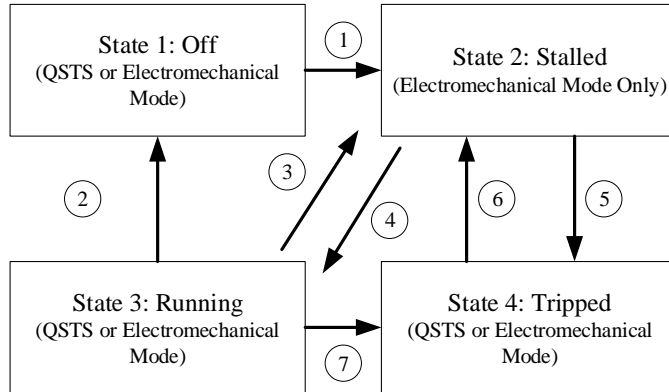 State 1: Off
(QSTS or Electromechanical
Mode)
1
State 2: Stalled
(Electromechanical Mode Only)
2
3
4
6
5
State 3: Running
(QSTS or Electromechanical
Mode)
7
State 4: Tripped
(QSTS or Electromechanical
Mode)